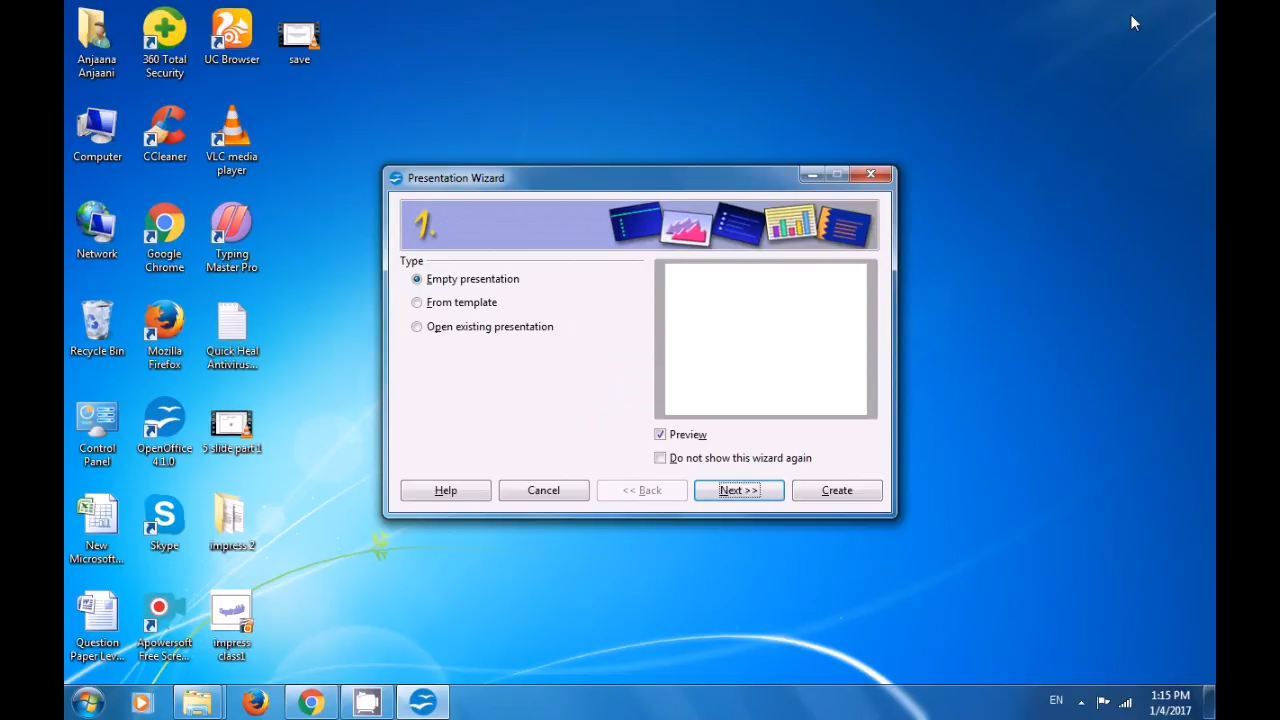 Anjaana
Anjaani
360 Total
Security
UC Browser
save
Computer
CCleaner
VLC media
player
Network
Google
Chrome
Typing
Master Pro
Recycle Bin
Mozilla
Firefox
Quick Heal
Antivirus...
Control
Panel
OpenOffice
4.1.0
5 slide part1
New
Microsoft...
Skype
impress 2
Question
Paper Lev...
Apowersoft
Free Scre...
impress
class1
Presentation Wizard
1.
Type
Empty presentation
From template
Open existing presentation
Preview
Do not show this wizard again
Help
Cancel
<< Back
Next >>
Create
EN
1:15 PM
1/4/2017